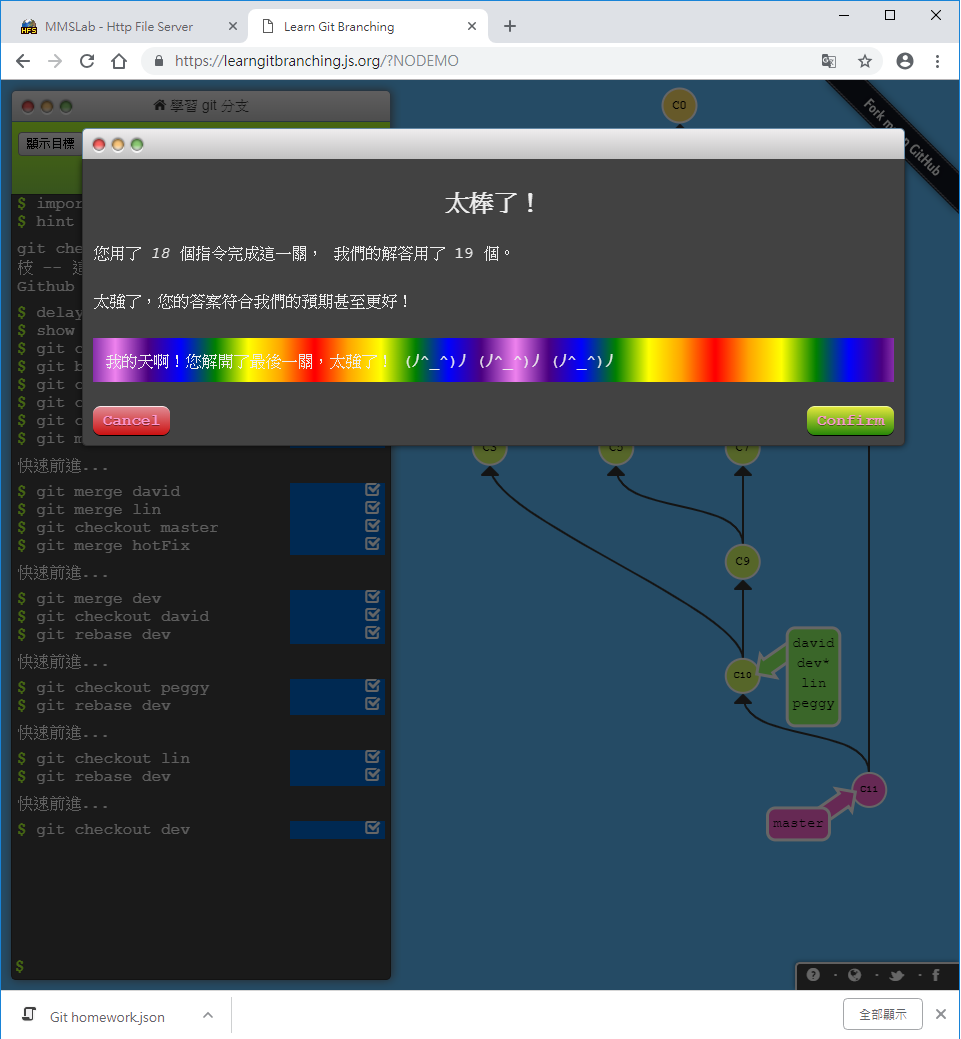 MMSLab - Http File Server
Learn Git Branching
https://learngitbranching.js.org/?NODEMO
學習 git 分支
C0
Fork me on GitHub
顯示目標
$ impor
$ hint
git che
枝 -- 這
Github
$ delay
$ show
$ git c
$ git b
$ git c
$ git c
$ git c
$ git m
太棒了！
您用了 18 個指令完成這一關， 我們的解答用了 19 個。
太強了，您的答案符合我們的預期甚至更好！
我的天啊！您解開了最後一關，太強了！ (ﾉ^_^)ﾉ (ﾉ^_^)ﾉ (ﾉ^_^)ﾉ
Cancel
Confirm
C3
C5
C7
快速前進...
$ git merge david
$ git merge lin
$ git checkout master
$ git merge hotFix
快速前進...
$ git merge dev
$ git checkout david
$ git rebase dev
快速前進...
$ git checkout peggy
$ git rebase dev
快速前進...
$ git checkout lin
$ git rebase dev
快速前進...
$ git checkout dev
$
C9
C10
david
dev*
lin
peggy
C11
master
Git homework.json
全部顯示